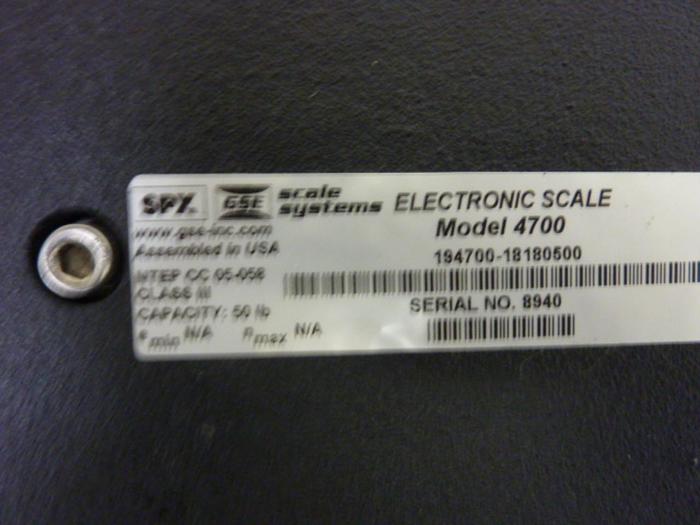 SPX GSE scale systems ELECTRONIC SCALE
www.gse-inc.com Model 4700
Assembled in USA 194700-18180500
NTEP CC 05-058
CLASS III SERIAL NO. 8940
CAPACITY: 50 lb
e min N/A n max N/A